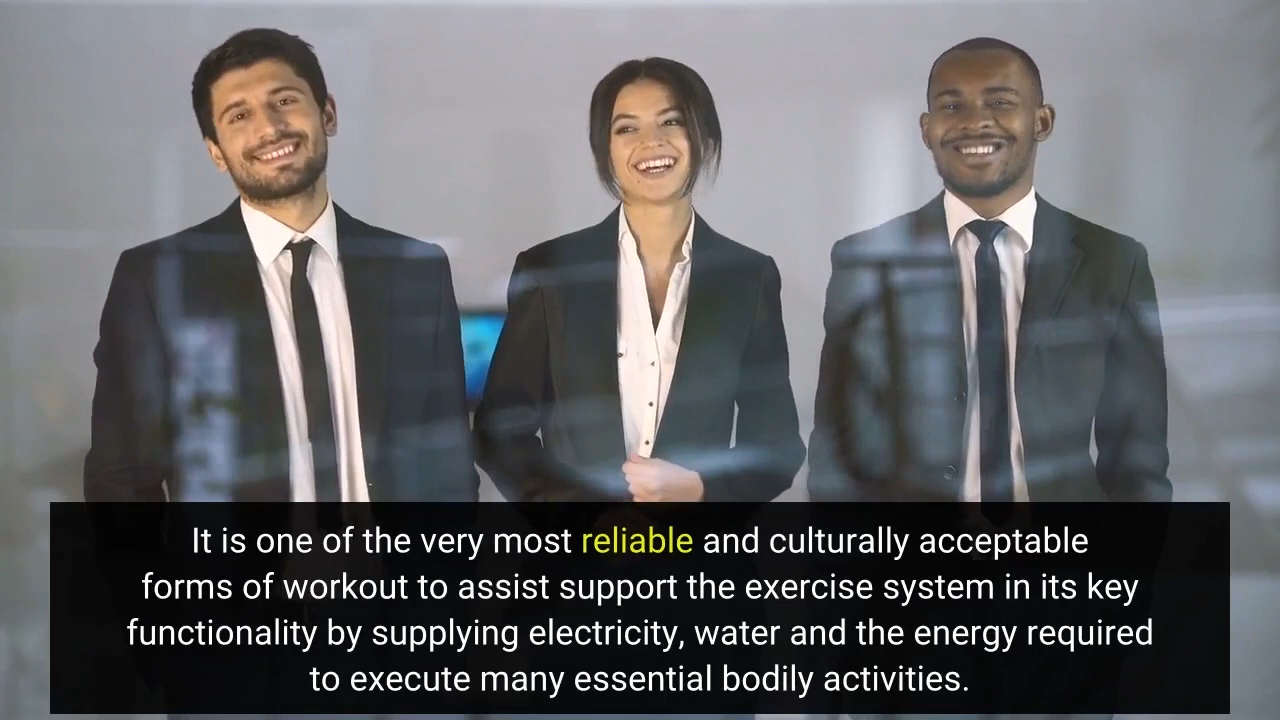 It is one of the very most reliable and culturally acceptable
forms of workout to assist support the exercise system in its key
functionality by supplying electricity, water and the energy required
to execute many essential bodily activities.